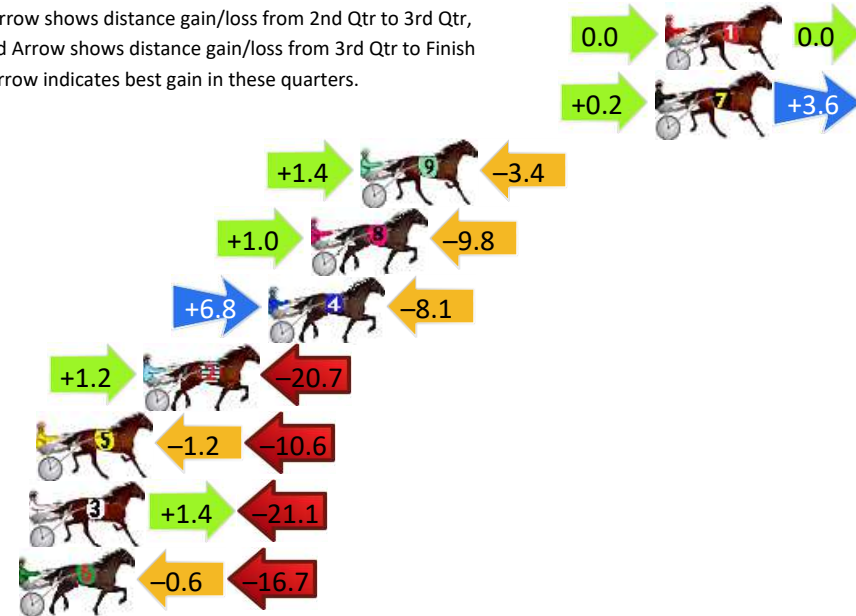 rrow shows distance gain/loss from 2nd Qtr to 3rd Qtr,
d Arrow shows distance gain/loss from 3rd Qtr to Finish
rrow indicates best gain in these quarters.
0.0 1 0.0
+0.2 7 +3.6
+1.4 9 −3.4
+1.0 8 −9.8
+6.8 4 −8.1
+1.2 2 −20.7
5 −1.2 −10.6
3 +1.4 −21.1
6 −0.6 −16.7